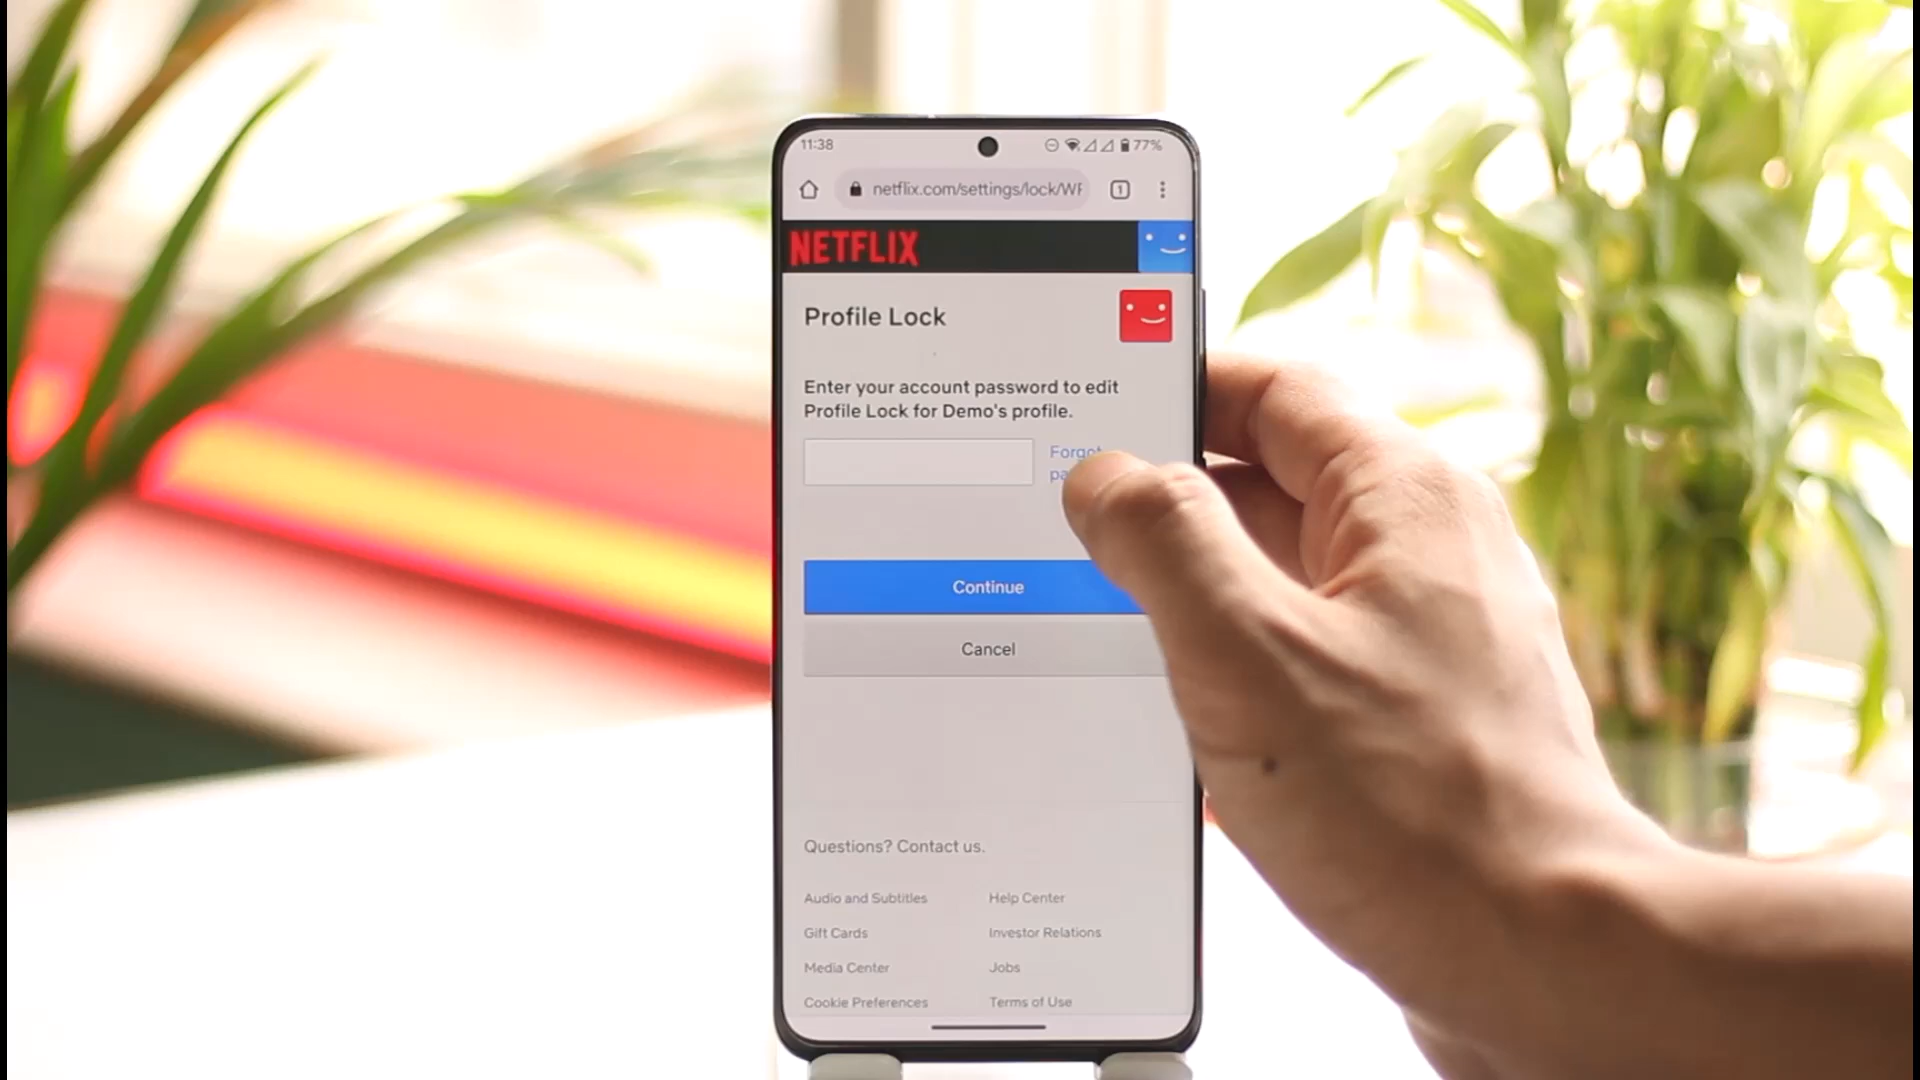 11:38
77%
netflix.com/settings/lock/WF
1
NETFLIX
Profile Lock
Enter your account password to edit
Profile Lock for Demo's profile.
Forgot
Continue
Cancel
Questions? Contact us.
Audio and Subtitles
Help Center
Gift Cards
Investor Relations
Media Center
Jobs
Cookie Preferences
Terms of Use